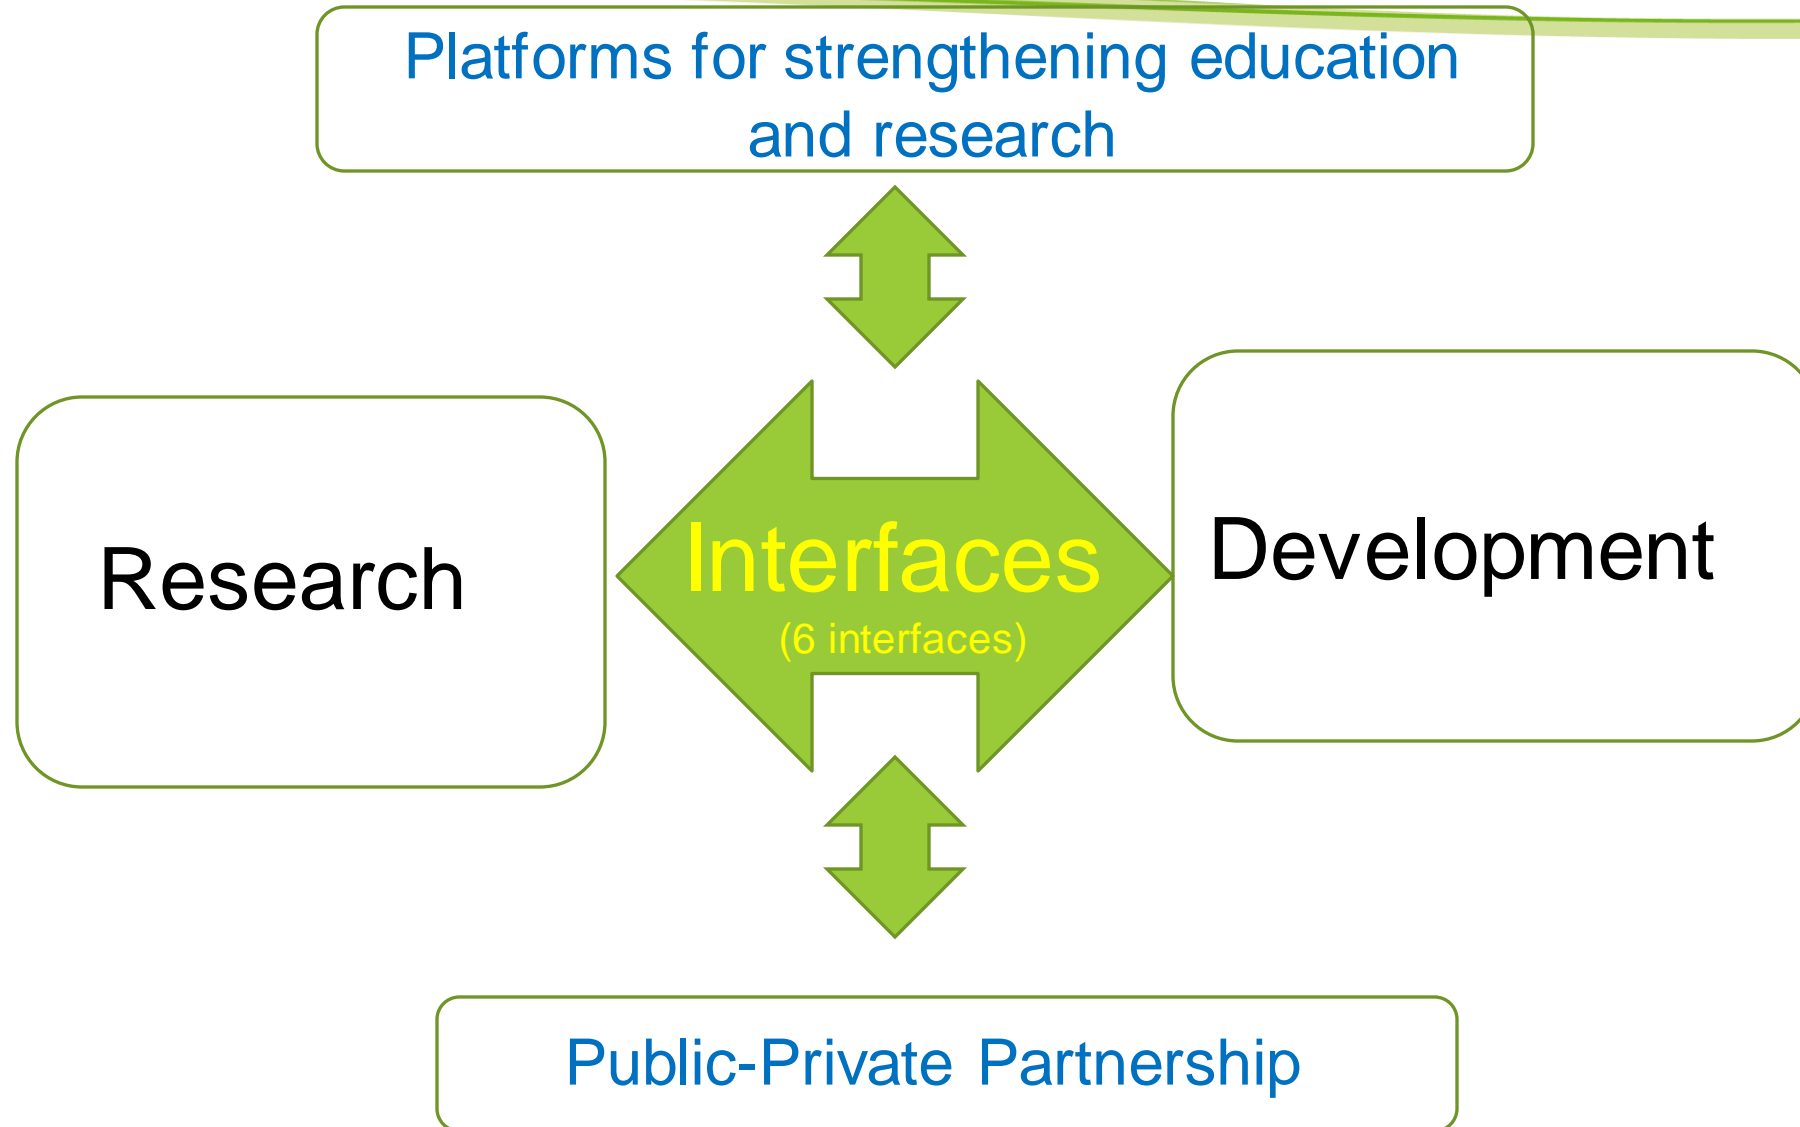 Platforms for strengthening education
and research
Research
Interfaces
(6 interfaces)
Development
Public-Private Partnership